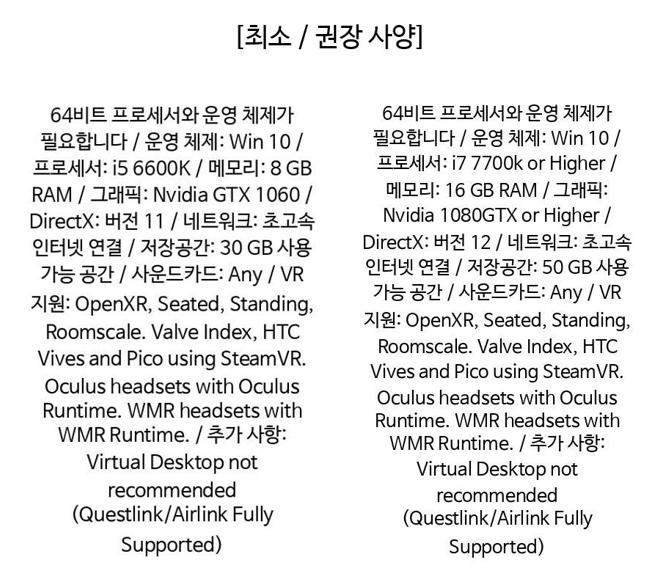 [최소 / 권장 사양]
64비트 프로세서와 운영 체제가
필요합니다 / 운영 체제: Win 10 /
프로세서: i5 6600K / 메모리: 8 GB
RAM / 그래픽: Nvidia GTX 1060 /
DirectX: 버전 11 / 네트워크: 초고속
인터넷 연결 / 저장공간: 30 GB 사용
가능 공간 / 사운드카드: Any / VR
지원: OpenXR, Seated, Standing,
Roomscale. Valve Index, HTC
Vives and Pico using SteamVR.
Oculus headsets with Oculus
Runtime. WMR headsets with
WMR Runtime. / 추가 사항:
Virtual Desktop not
recommended
(Questlink/Airlink Fully
Supported)
64비트 프로세서와 운영 체제가
필요합니다 / 운영 체제: Win 10 /
프로세서: i7 7700k or Higher /
메모리: 16 GB RAM / 그래픽:
Nvidia 1080GTX or Higher /
DirectX: 버전 12 / 네트워크: 초고속
인터넷 연결 / 저장공간: 50 GB 사용
가능 공간 / 사운드카드: Any / VR
지원: OpenXR, Seated, Standing,
Roomscale. Valve Index, HTC
Vives and Pico using SteamVR.
Oculus headsets with Oculus
Runtime. WMR headsets with
WMR Runtime. / 추가 사항:
Virtual Desktop not
recommended
(Questlink/Airlink Fully
Supported)